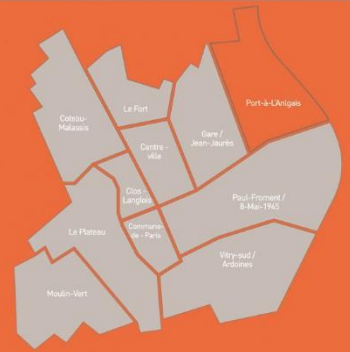 Port-à-L'Anglais
Le Fort
Coteau-
Malassis
Gare /
Jean-Jaurès
Centre -
ville
Clos -
Langlois
Paul-Froment /
8-Mai-1945
Commune-
de - Paris
Le Plateau
Vitry-sud /
Ardoines
Moulin-Vert